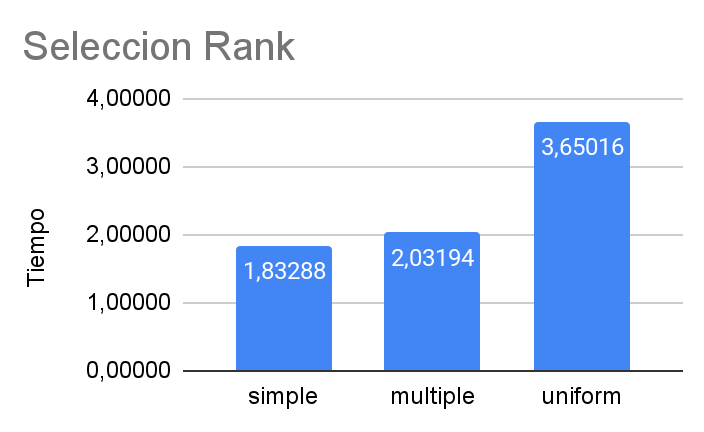 Seleccion Rank
4,00000
3,00000
2,00000
1,00000
0,00000
Tiempo
1,83288
2,03194
3,65016
simple
multiple
uniform